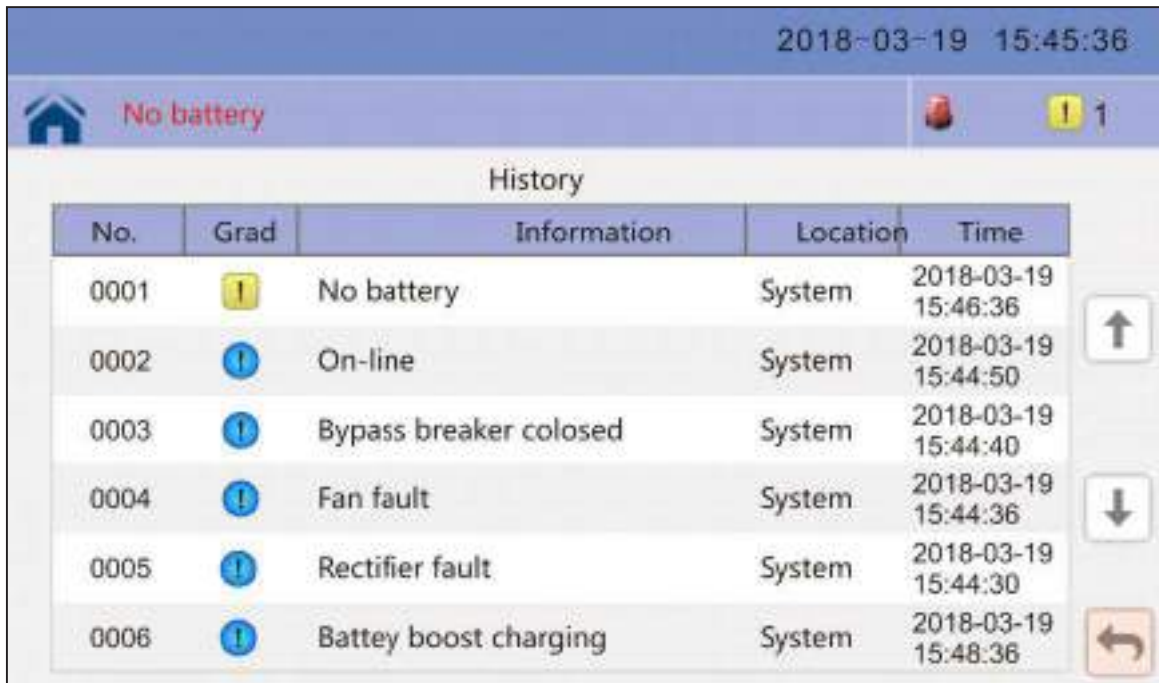 2018-03-19 15:45:36
No battery ! 1
History
No. Grad Information Location Time
0001 ! No battery System 2018-03-19
15:46:36
0002 ! On-line System 2018-03-19
15:44:50
0003 ! Bypass breaker colosed System 2018-03-19
15:44:40
0004 ! Fan fault System 2018-03-19
15:44:36
0005 ! Rectifier fault System 2018-03-19
15:44:30
0006 ! Battey boost charging System 2018-03-19
15:48:36